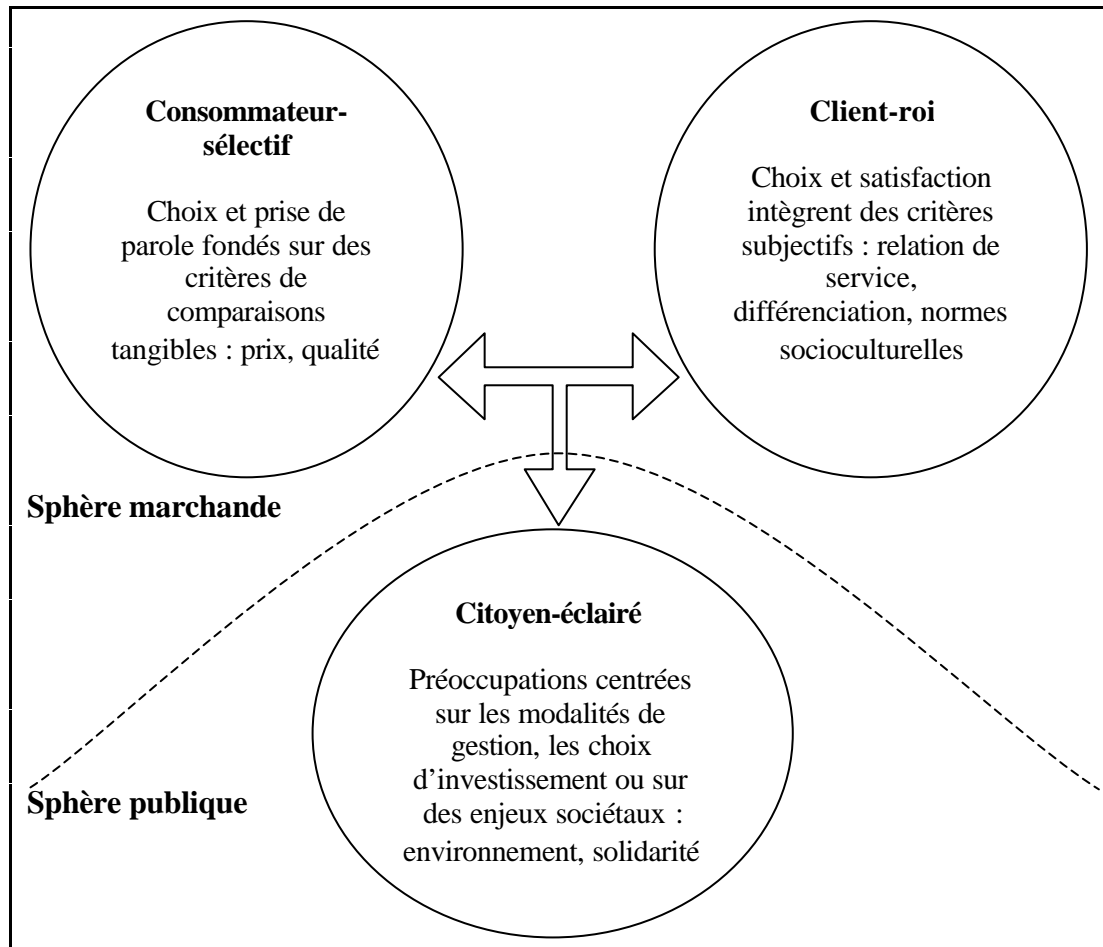 Consommateur-
sélectif
Choix et prise de
parole fondés sur des
critères de
comparaisons
tangibles : prix, qualité
Client-roi
Choix et satisfaction
intègrent des critères
subjectifs : relation de
service,
différenciation, normes
socioculturelles
Sphère marchande
Citoyen-éclairé
Préoccupations centrées
sur les modalités de
gestion, les choix
d’investissement ou sur
des enjeux sociétaux :
environnement, solidarité
Sphère publique